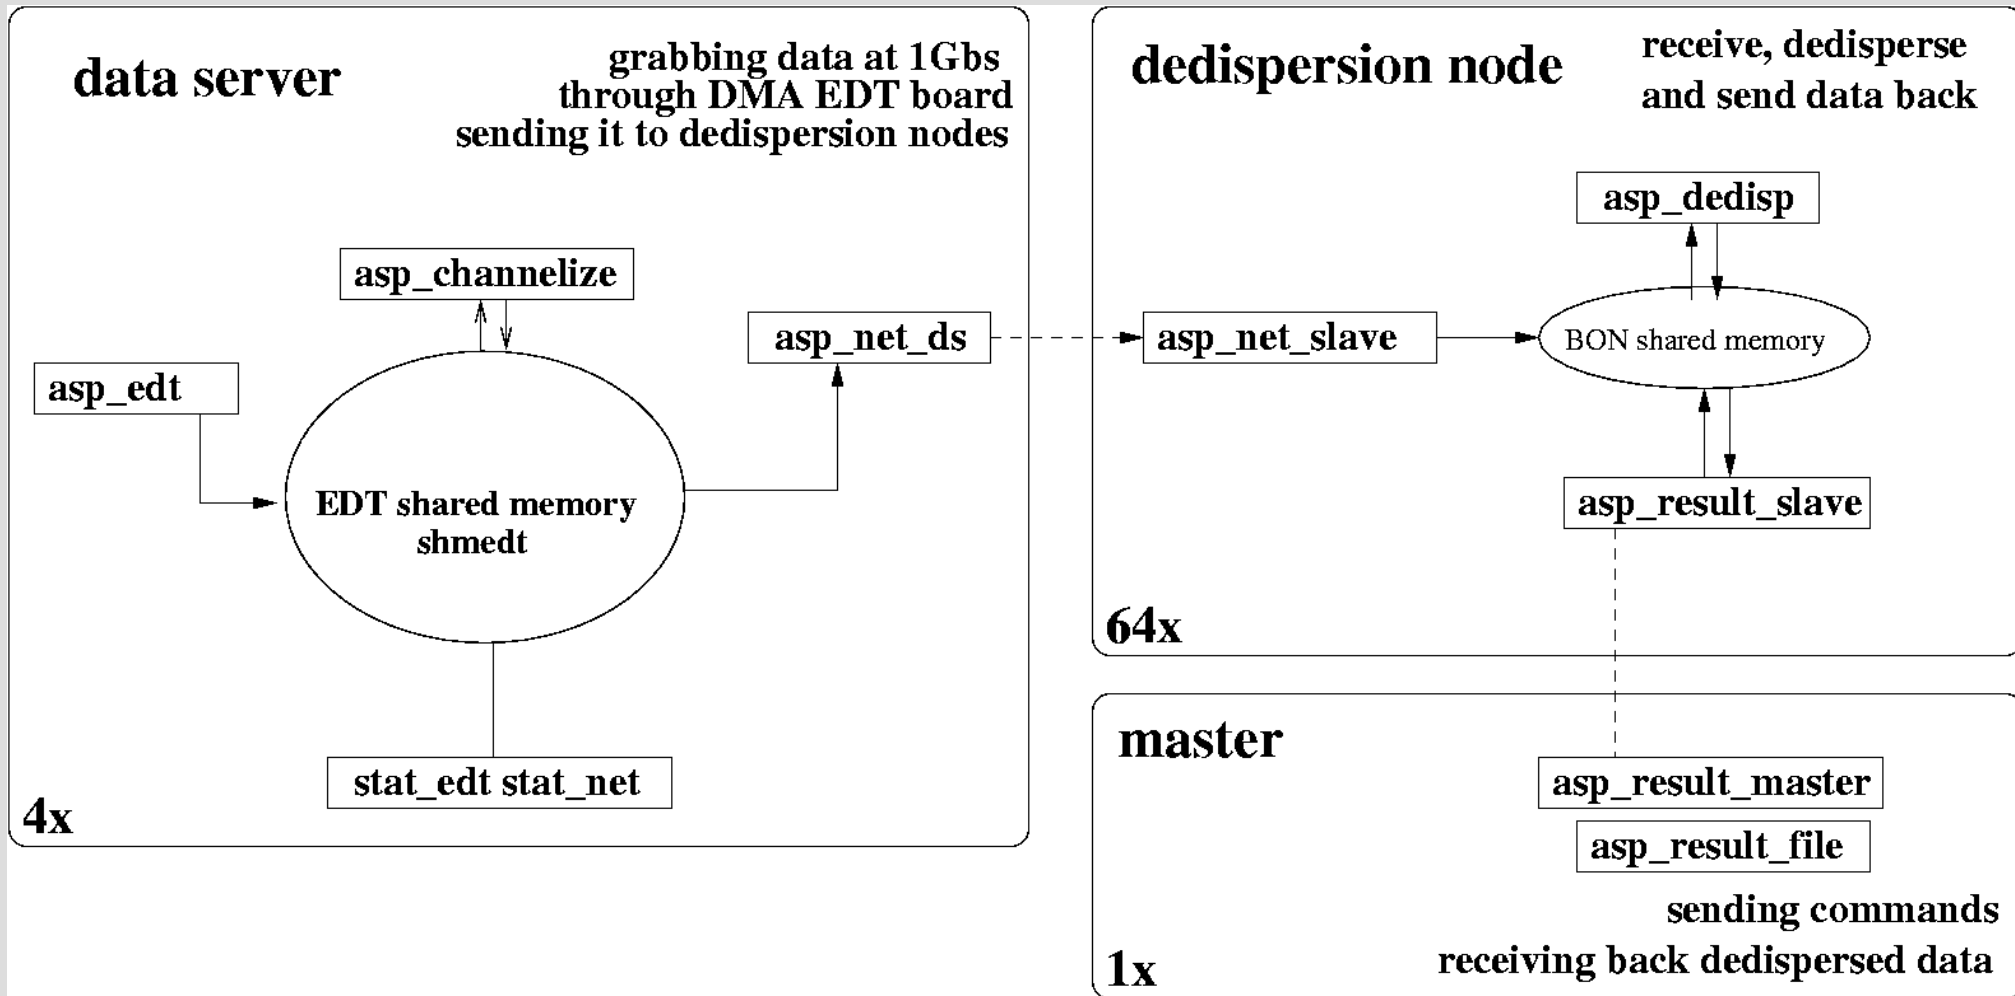 data server
grabbing data at 1Gbs
through DMA EDT board
sending it to dedispersion nodes
asp_channelize
asp_net_ds
asp_edt
EDT shared memory
shmedt
stat_edt stat_net
4x
dedispersion node
receive, dedisperse
and send data back
asp_dedisp
asp_net_slave
BON shared memory
asp_result_slave
64x
master
asp_result_master
asp_result_file
sending commands
receiving back dedispersed data
1x